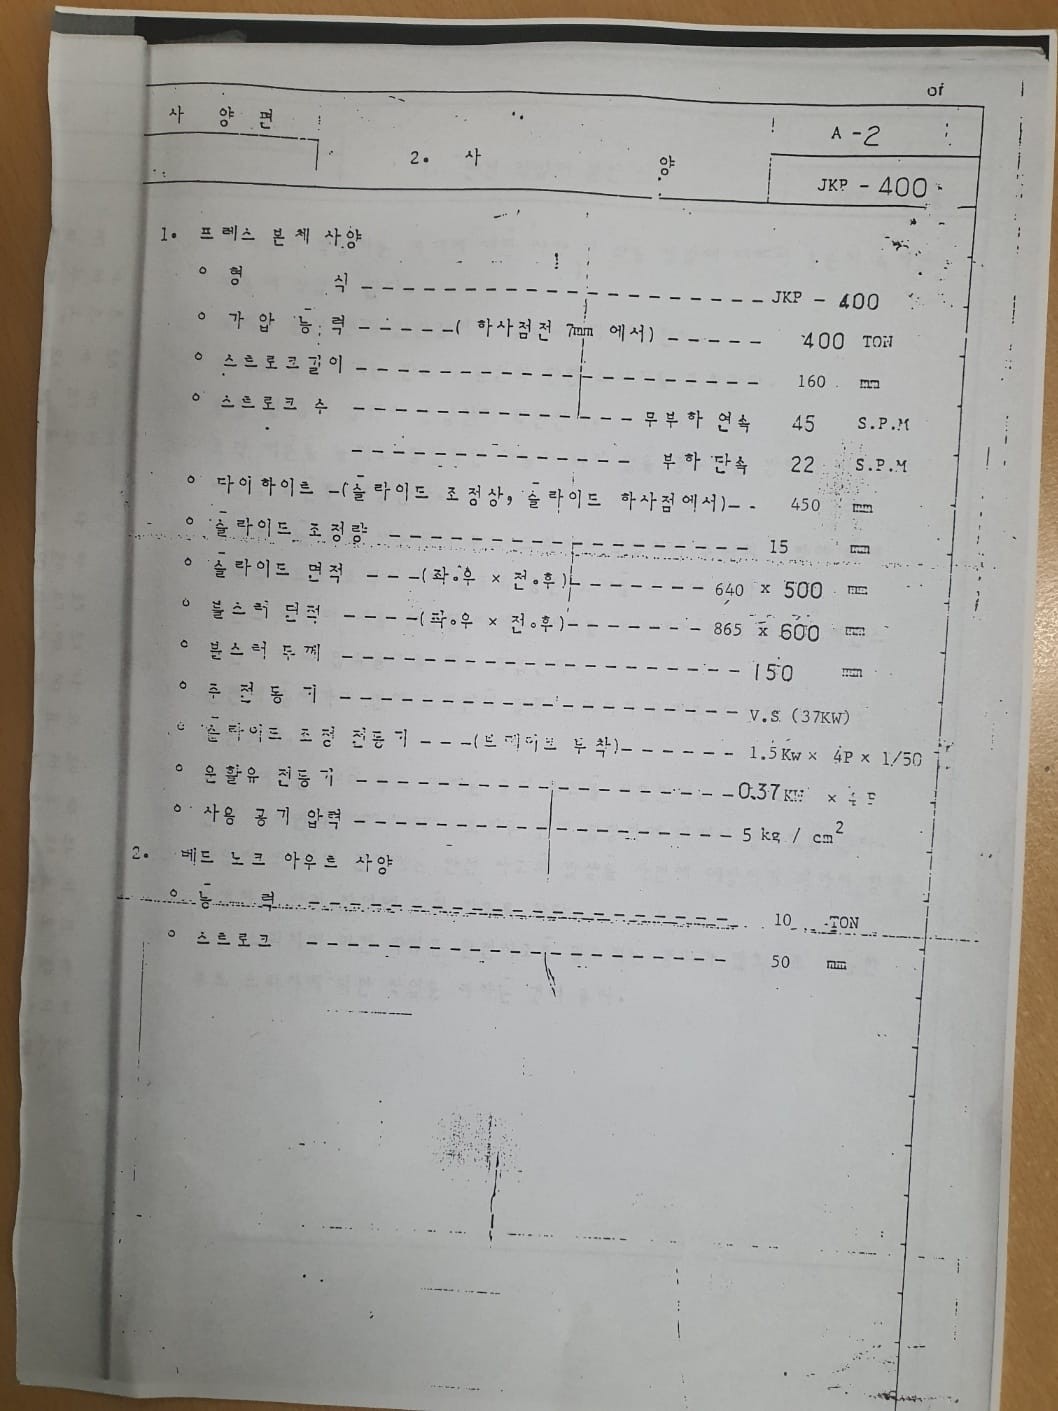 of
사 양 편
A - 2
2. 사 양
JKP - 400
1. 프레스 본체 사양
o 형 식 JKP - 400
o 가 압 능 력 ( 하사점전 7mm 에서) 400 TON
o 스트로크길이 160 mm
o 스트로크 수 무부하 연속 45 S.P.M
부하 단속 22 S.P.M
o 다이하이트 (슬라이드 조정상, 슬라이드 하사점에서) 450 mm
o 슬라이드 조정량 15 mm
o 슬라이드 면적 (좌.우 × 전.후) 640 x 500 mm
o 볼스터 면적 (좌.우 × 전.후) 865 x 600 mm
o 볼스터 두께 150 mm
o 주 전 동 기 V.S (37KW)
o 슬라이드 조정 전동기 (브레이크 부착) 1.5Kw × 4P × 1/50
o 윤활유 전동기 0.37 KW × 4 P
o 사용 공기 압력 5 kg / cm²
2. 베드 노크 아우트 사양
o 능 력 10 TON
o 스트로크 50 mm